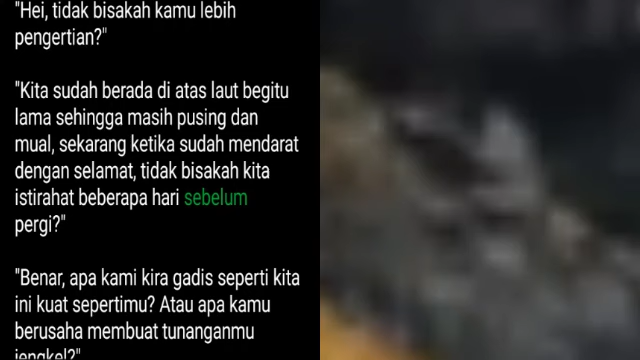 "Hei, tidak bisakah kamu lebih
pengertian?"
"Kita sudah berada di atas laut begitu
lama sehingga masih pusing dan
mual, sekarang ketika sudah mendarat
dengan selamat, tidak bisakah kita
istirahat beberapa hari sebelum
pergi?"
"Benar, apa kami kira gadis seperti kita
ini kuat sepertimu? Atau apa kamu
berusaha membuat tunanganmu
jengkel?"